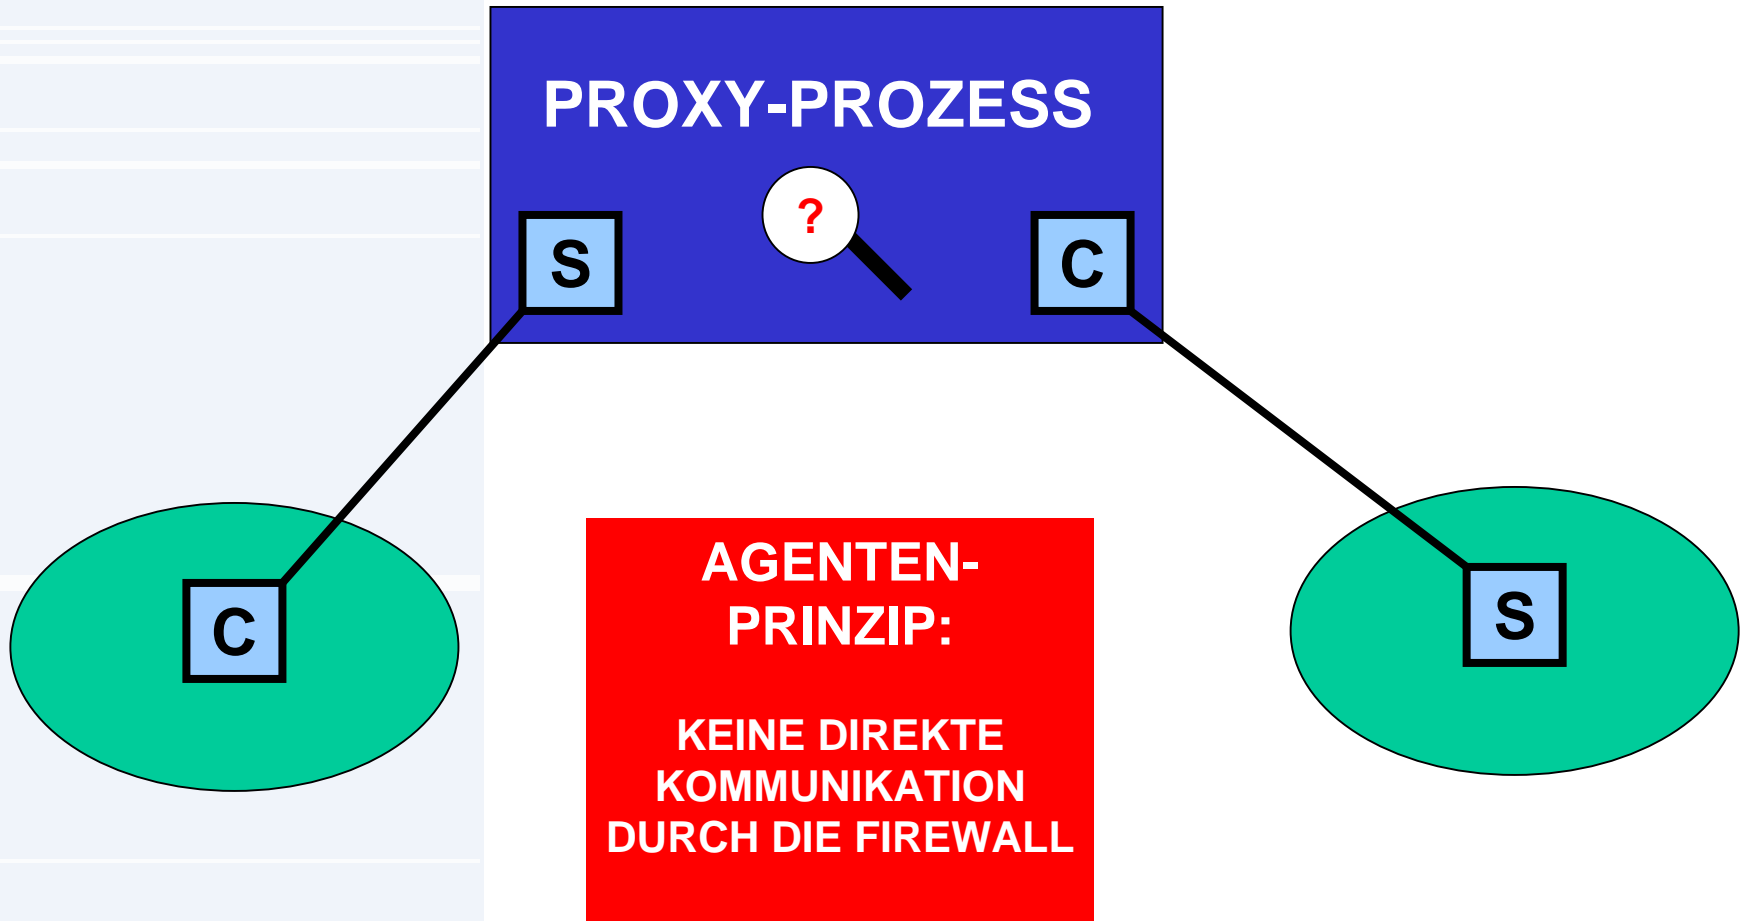 PROXY-PROZESS
?
S
C
AGENTEN-
PRINZIP:
C
S
KEINE DIREKTE
KOMMUNIKATION
DURCH DIE FIREWALL